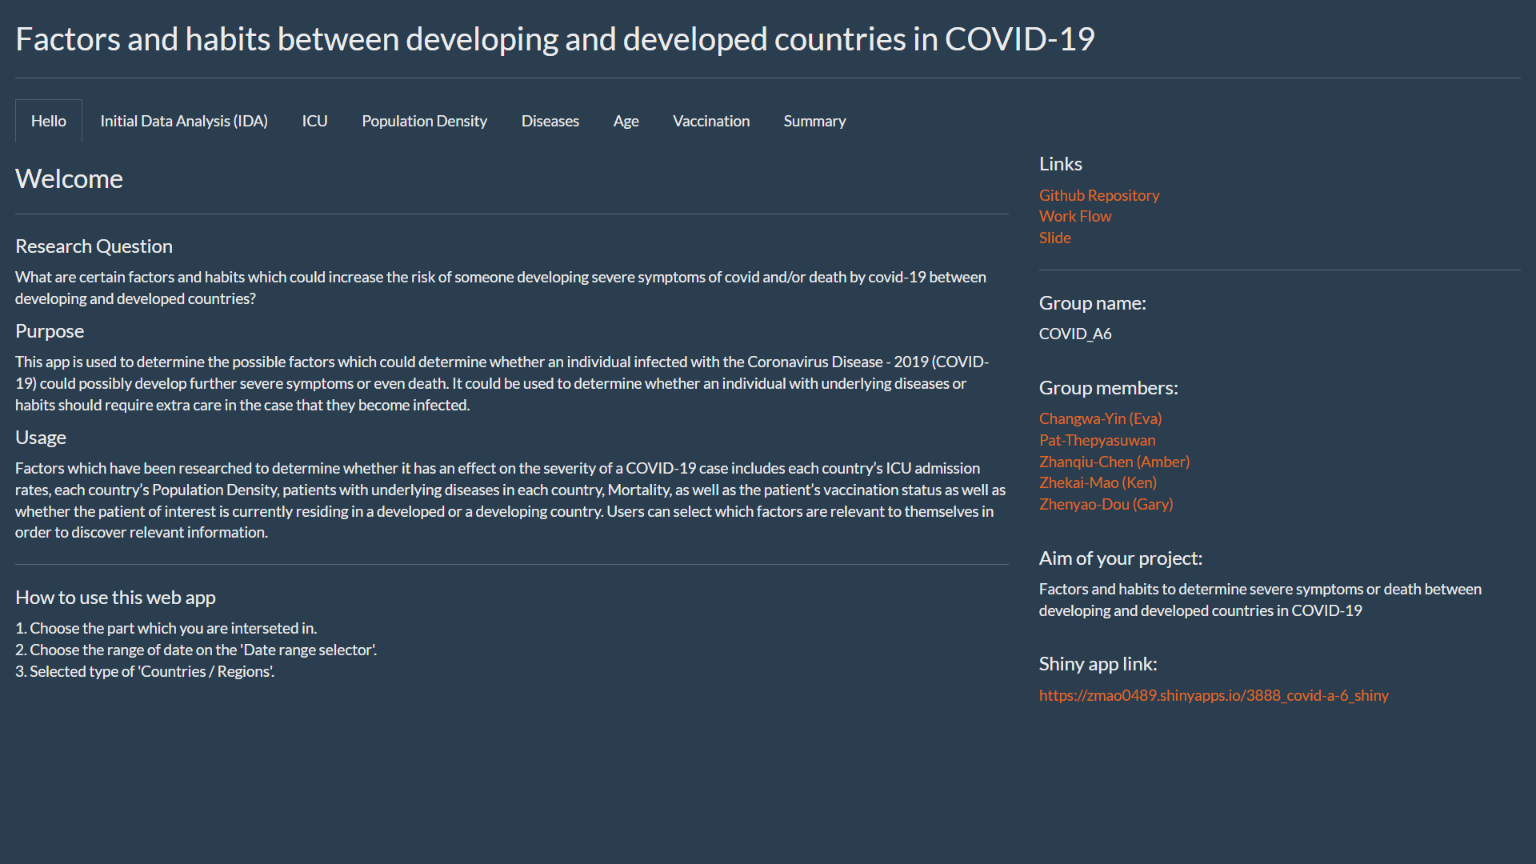 Factors and habits between developing and developed countries in COVID-19
Hello
Initial Data Analysis (IDA)
ICU
Population Density
Diseases
Age
Vaccination
Summary
Welcome
Research Question
What are certain factors and habits which could increase the risk of someone developing severe symptoms of covid and/or death by covid-19 between
developing and developed countries?
Purpose
This app is used to determine the possible factors which could determine whether an individual infected with the Coronavirus Disease - 2019 (COVID-
19) could possibly develop further severe symptoms or even death. It could be used to determine whether an individual with underlying diseases or
habits should require extra care in the case that they become infected.
Usage
Factors which have been researched to determine whether it has an effect on the severity of a COVID-19 case includes each country's ICU admission
rates, each country's Population Density, patients with underlying diseases in each country, Mortality, as well as the patient's vaccination status as well as
whether the patient of interest is currently residing in a developed or a developing country. Users can select which factors are relevant to themselves in
order to discover relevant information.
How to use this web app
1. Choose the part which you are interseted in.
2. Choose the range of date on the 'Date range selector'.
3. Selected type of 'Countries / Regions'.
Links
Github Repository
Work Flow
Slide
Group name:
COVID_A6
Group members:
Changwa-Yin (Eva)
Pat-Thepyasuwan
Zhanqiu-Chen (Amber)
Zhekai-Mao (Ken)
Zhenyao-Dou (Gary)
Aim of your project:
Factors and habits to determine severe symptoms or death between
developing and developed countries in COVID-19
Shiny app link:
https://zmao0489.shinyapps.io/3888_covid-a-6_shiny